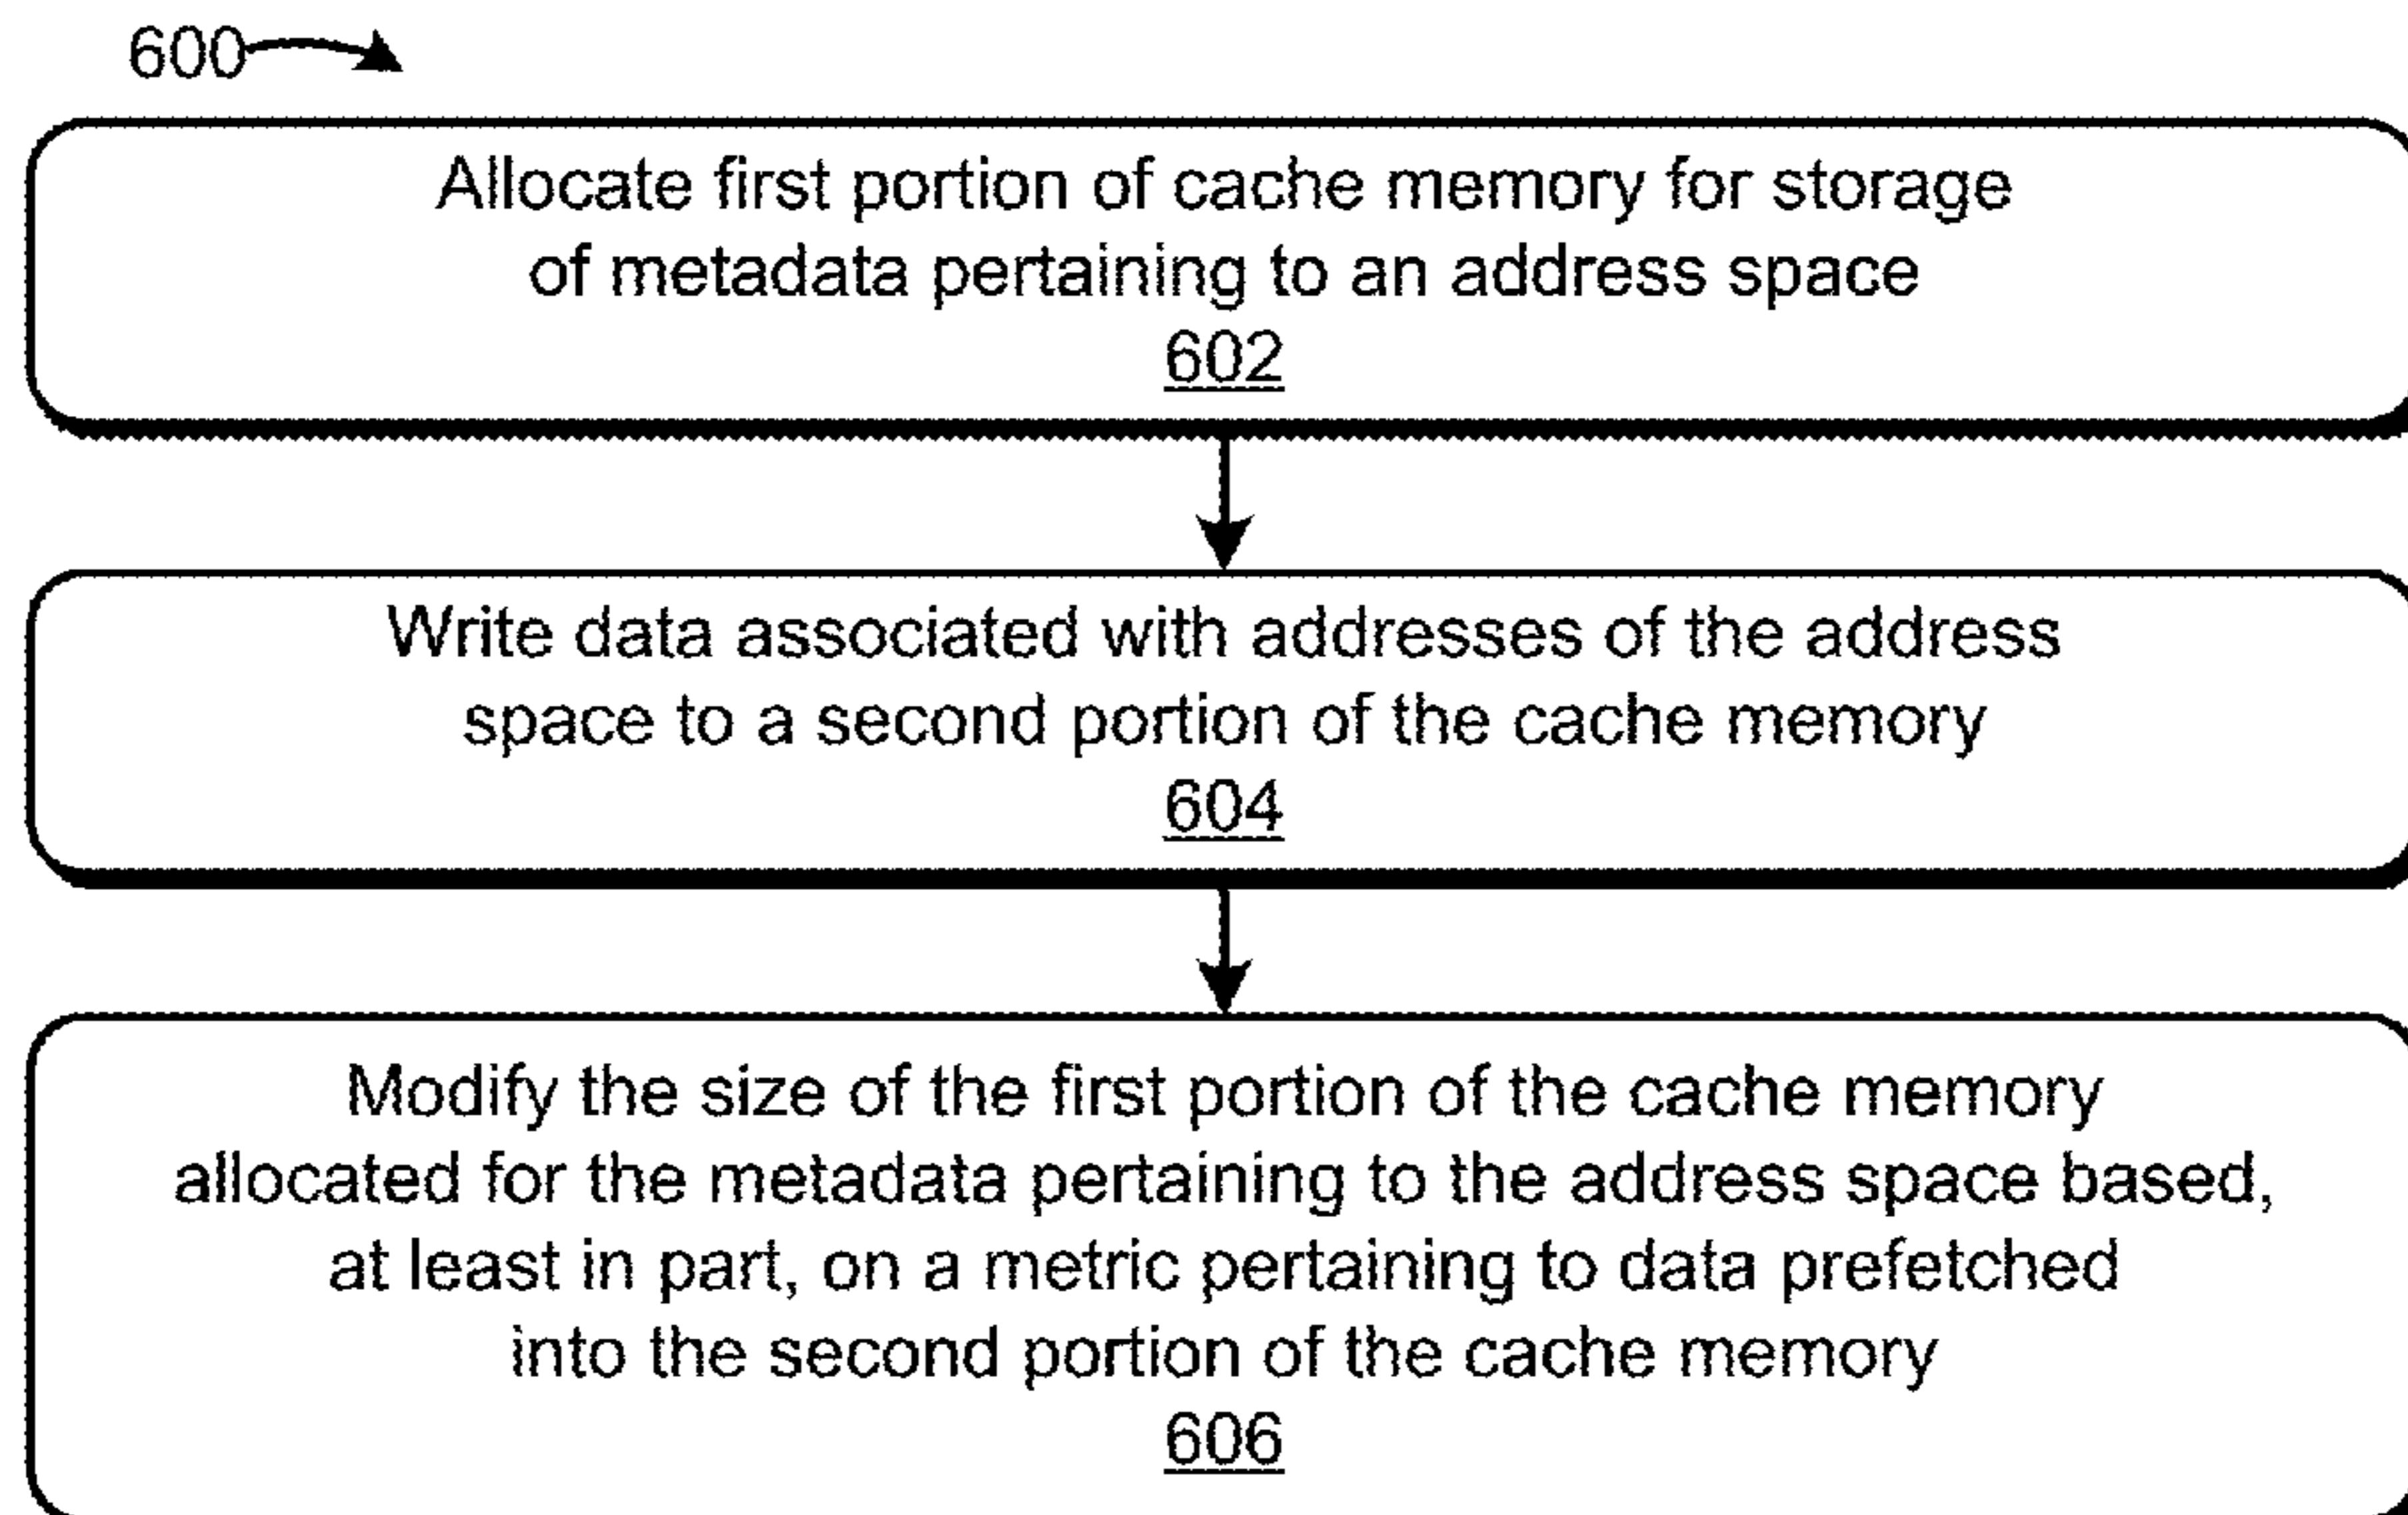 600
Allocate first portion of cache memory for storage
of metadata pertaining to an address space
602
Write data associated with addresses of the address
space to a second portion of the cache memory
604
Modify the size of the first portion of the cache memory
allocated for the metadata pertaining to the address space based,
at least in part, on a metric pertaining to data prefetched
into the second portion of the cache memory
606